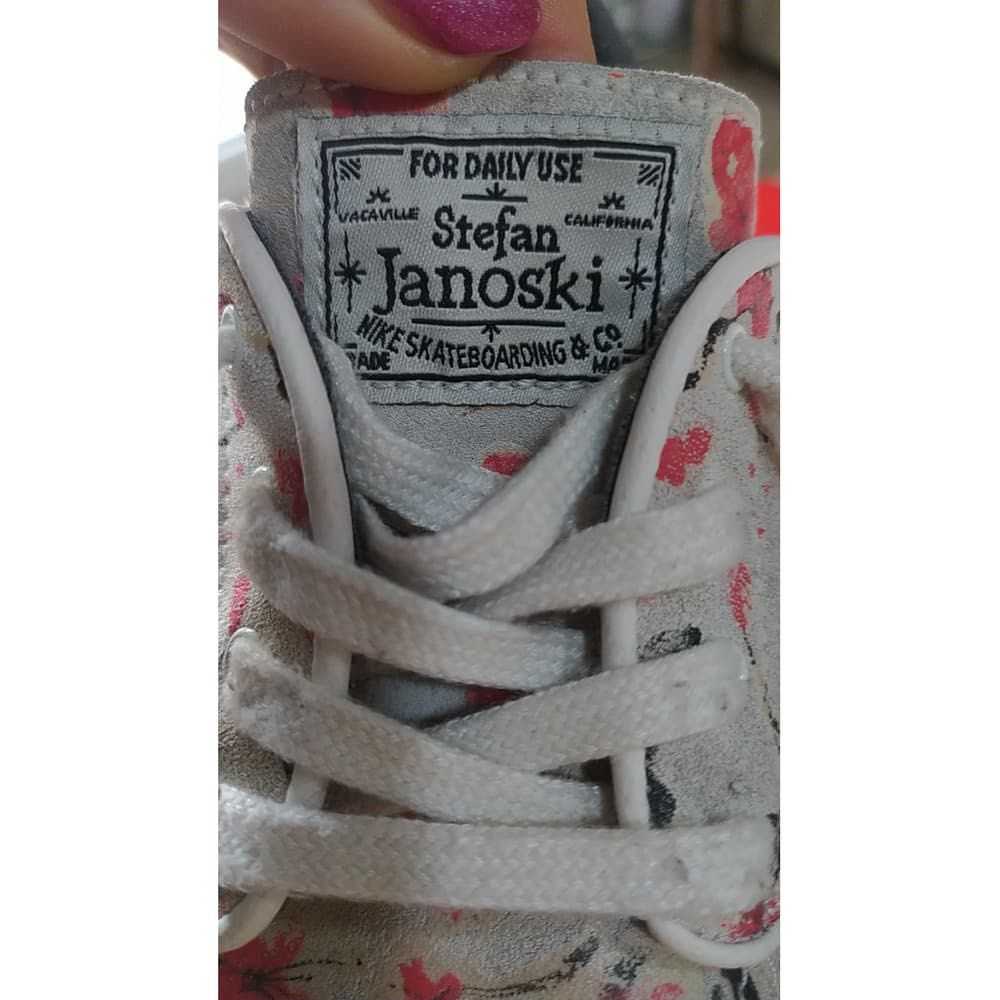 FOR DAILY USE
VACAVILLE
CALIFORNIA
Stefan
Janoski
NIKE SKATEBOARDING & CO.